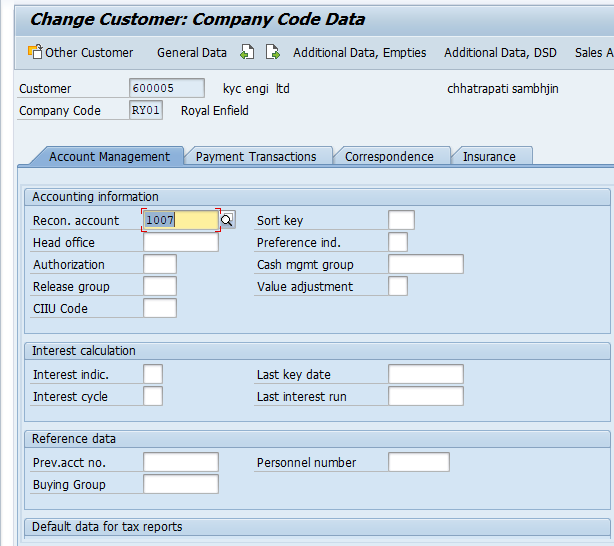 Change Customer: Company Code Data
Other Customer General Data Additional Data, Empties Additional Data, DSD Sales A
Customer 600005 kyc engi ltd chhatrapati sambhjin
Company Code RY01 Royal Enfield
Account Management Payment Transactions Correspondence Insurance
Accounting information
Recon. account 1007 Sort key
Head office Preference ind.
Authorization Cash mgmt group
Release group Value adjustment
CIIU Code
Interest calculation
Interest indic. Last key date
Interest cycle Last interest run
Reference data
Prev.acct no. Personnel number
Buying Group
Default data for tax reports